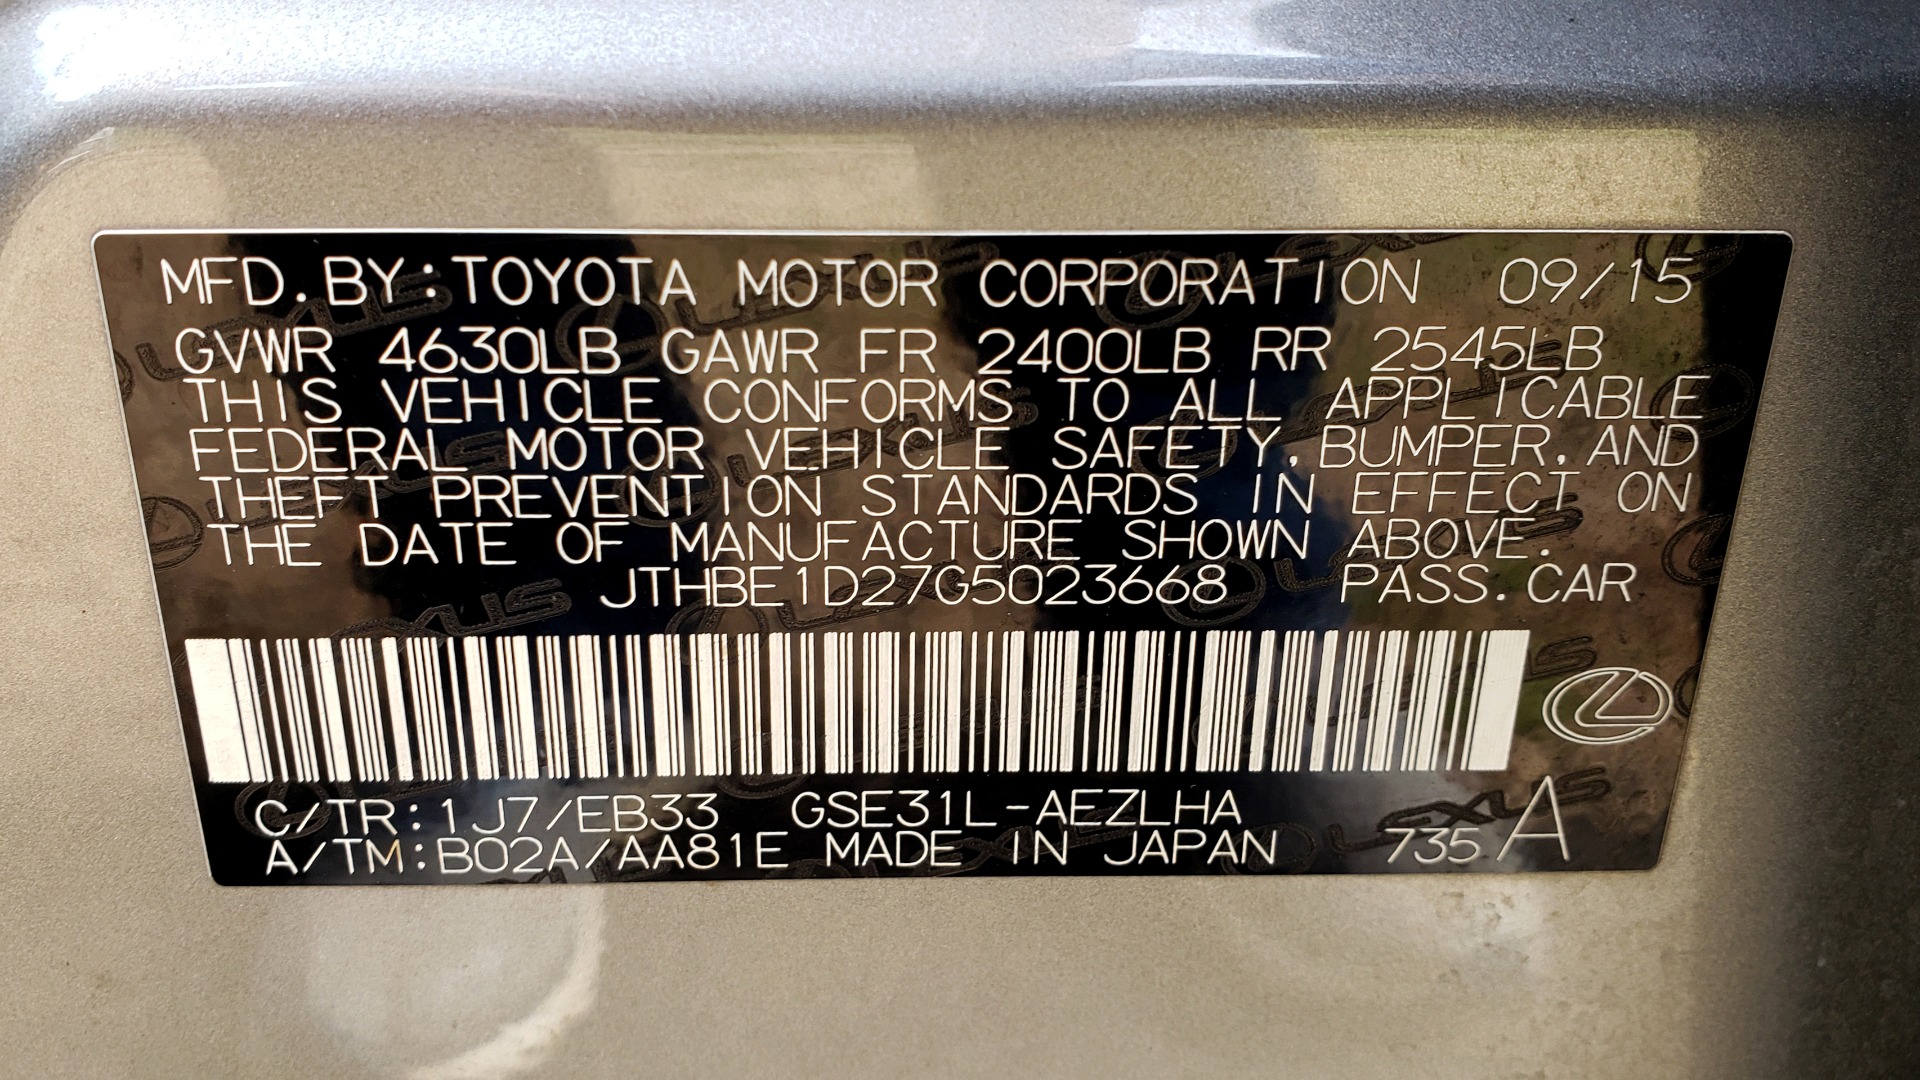 MFD. BY: TOYOTA MOTOR CORPORATION 09/15
GVWR 4630LB GAWR FR 2400LB RR 2545LB
THIS VEHICLE CONFORMS TO ALL APPLICABLE
FEDERAL MOTOR VEHICLE SAFETY, BUMPER, AND
THEFT PREVENTION STANDARDS IN EFFECT ON
THE DATE OF MANUFACTURE SHOWN ABOVE.
JTHBE1D27G5023668 PASS. CAR
C/TR: 1J7/EB33 GSE31L-AEZLHA
A/TM: B02A/AA81E MADE IN JAPAN 735 A